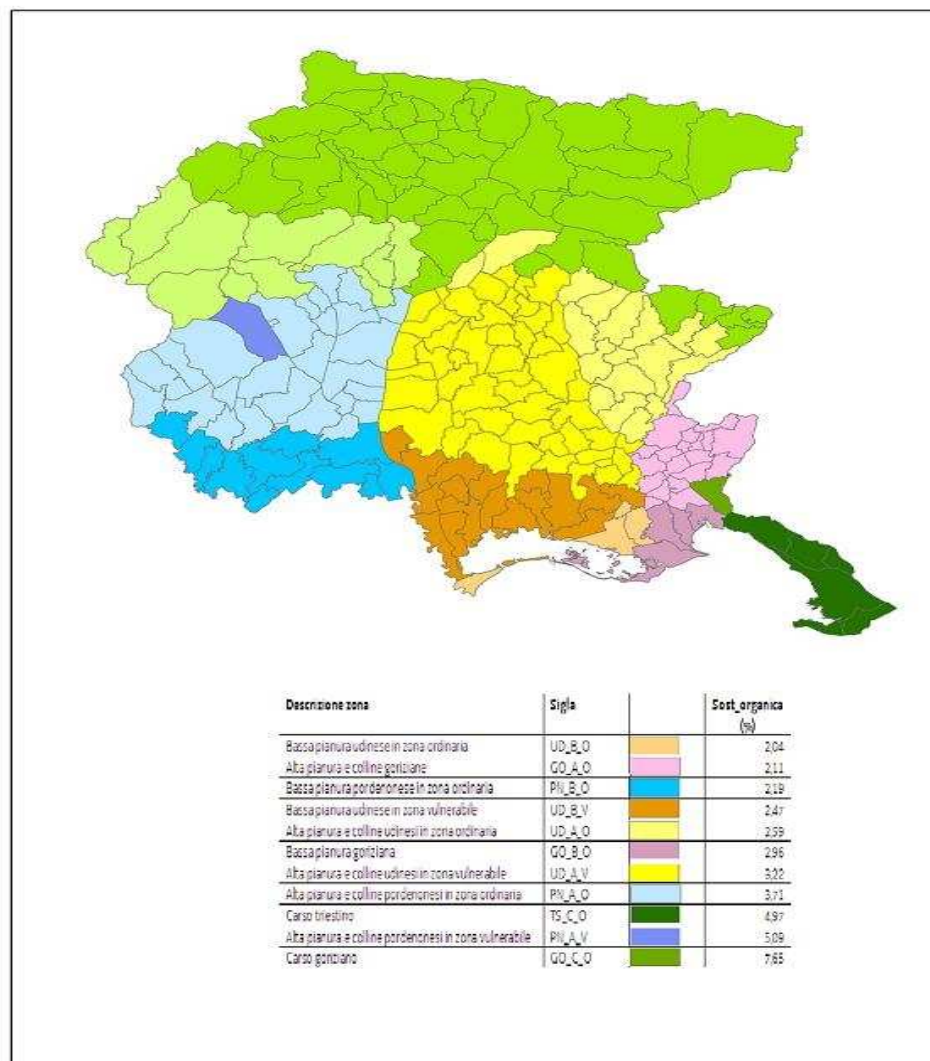 Descrizione zona Sigla Sost_organica (%)
Bassa pianura udinese in zona ordinaria UD_B_O 2,04
Alta pianura e colline goriziane GO_A_O 2,11
Bassa pianura pordenonese in zona ordinaria PN_B_O 2,19
Bassa pianura udinese in zona vulnerabile UD_B_V 2,47
Alta pianura e colline udinesi in zona ordinaria UD_A_O 2,59
Bassa pianura goriziana GO_B_O 2,96
Alta pianura e colline udinesi in zona vulnerabile UD_A_V 3,22
Alta pianura e colline pordenonesi in zona ordinaria PN_A_O 3,71
Carso triestino TS_C_O 4,97
Alta pianura e colline pordenonesi in zona vulnerabile PN_A_V 5,09
Carso goriziano GO_C_O 7,65